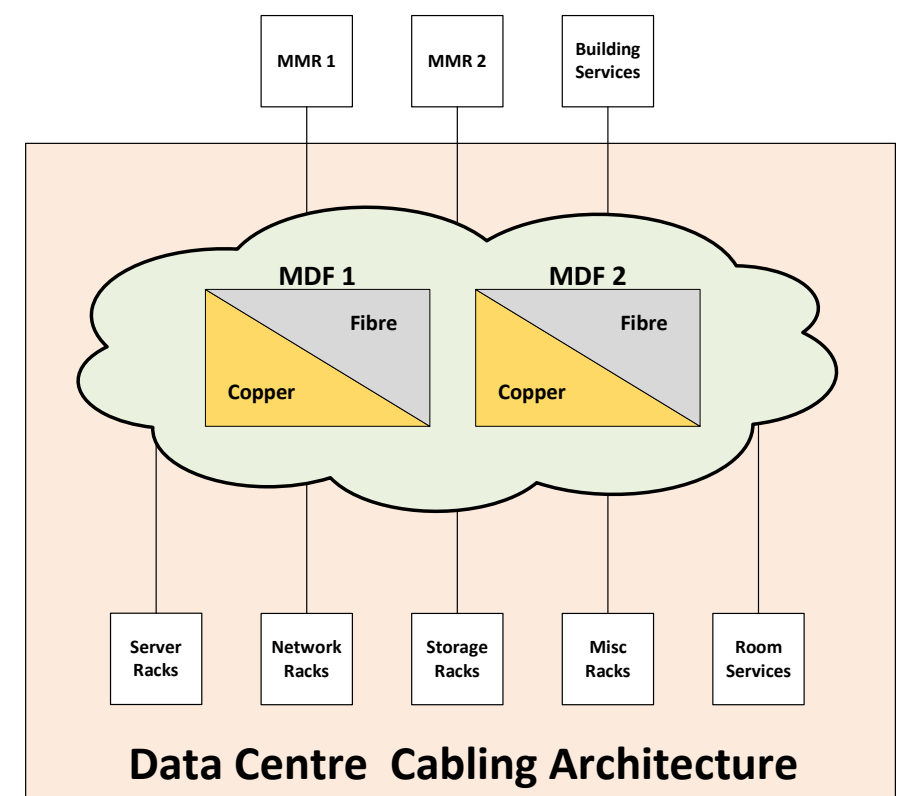 MMR 1
MMR 2
Building
Services
MDF 1
MDF 2
Fibre
Copper
Fibre
Copper
Server
Racks
Network
Racks
Storage
Racks
Misc
Racks
Room
Services
Data Centre  Cabling Architecture